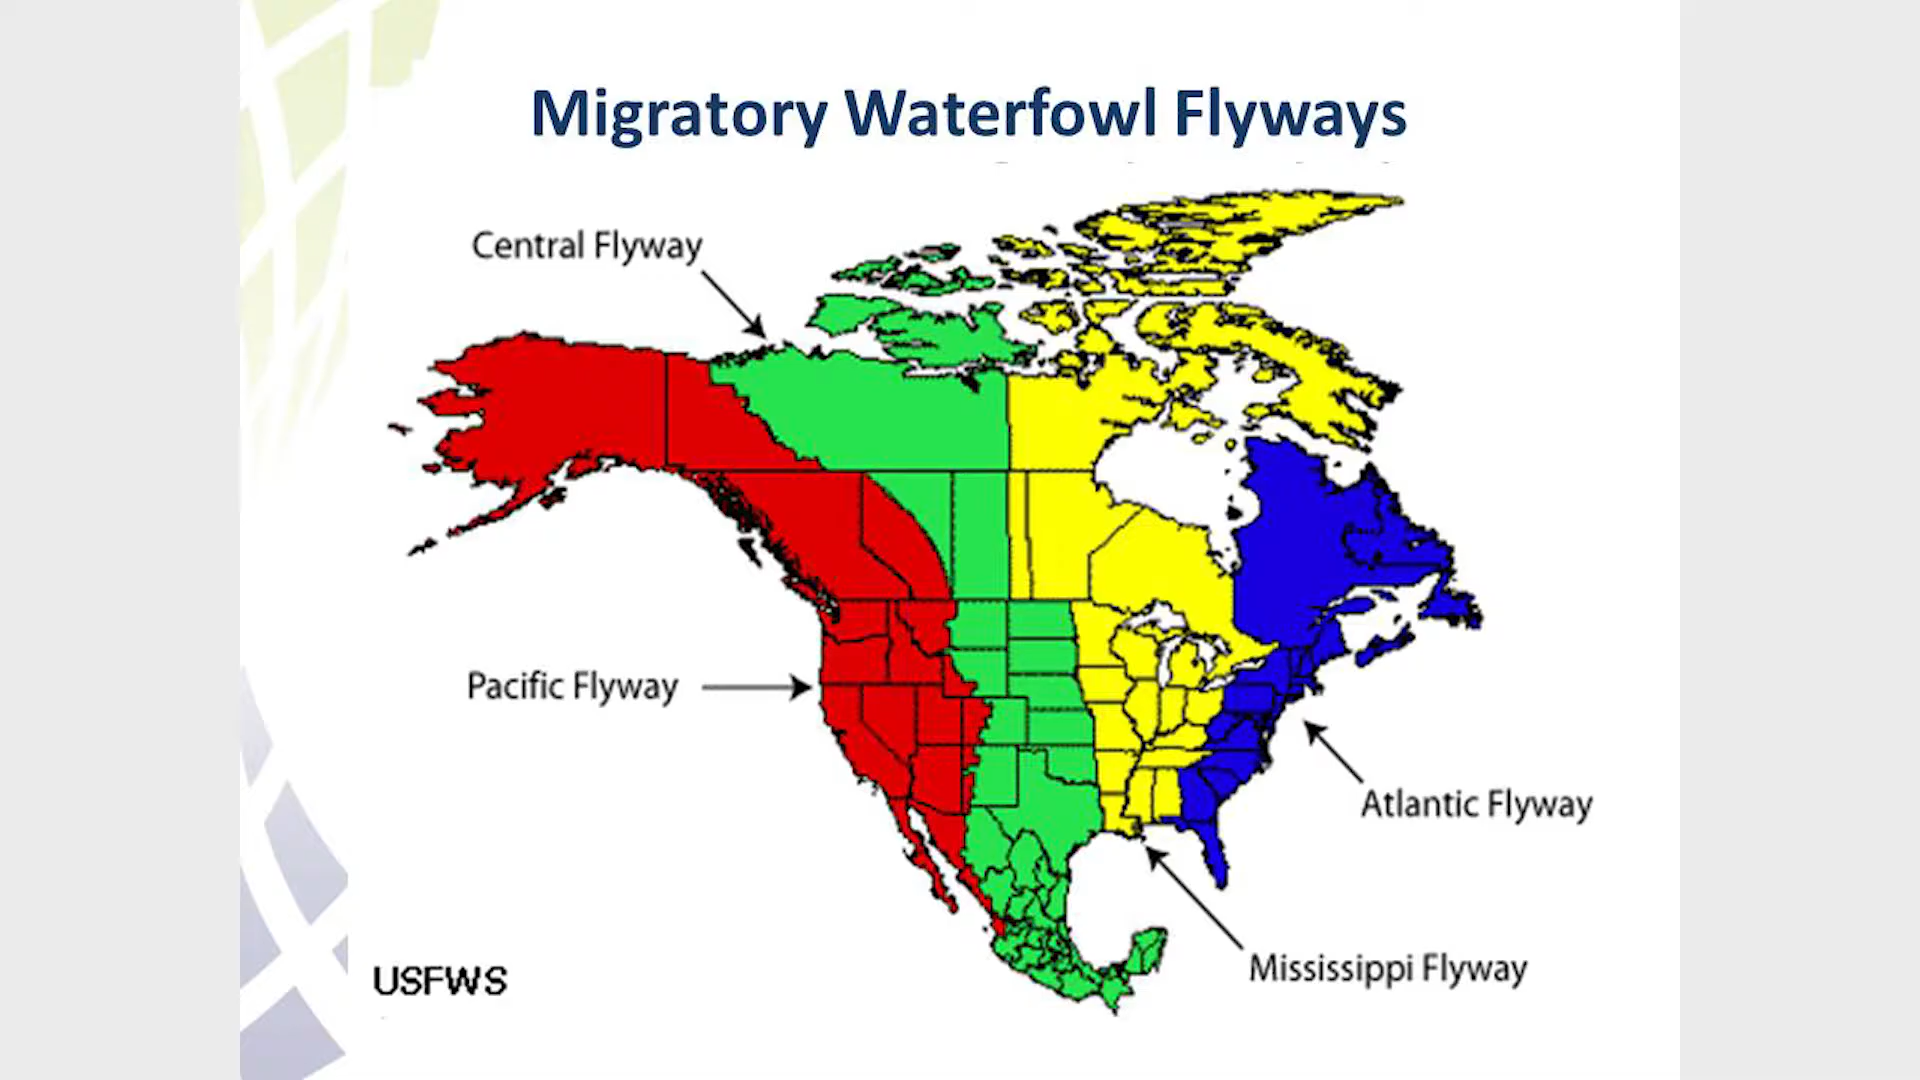 Migratory Waterfowl Flyways
Central Flyway
Pacific Flyway
Atlantic Flyway
Mississippi Flyway
USFWS